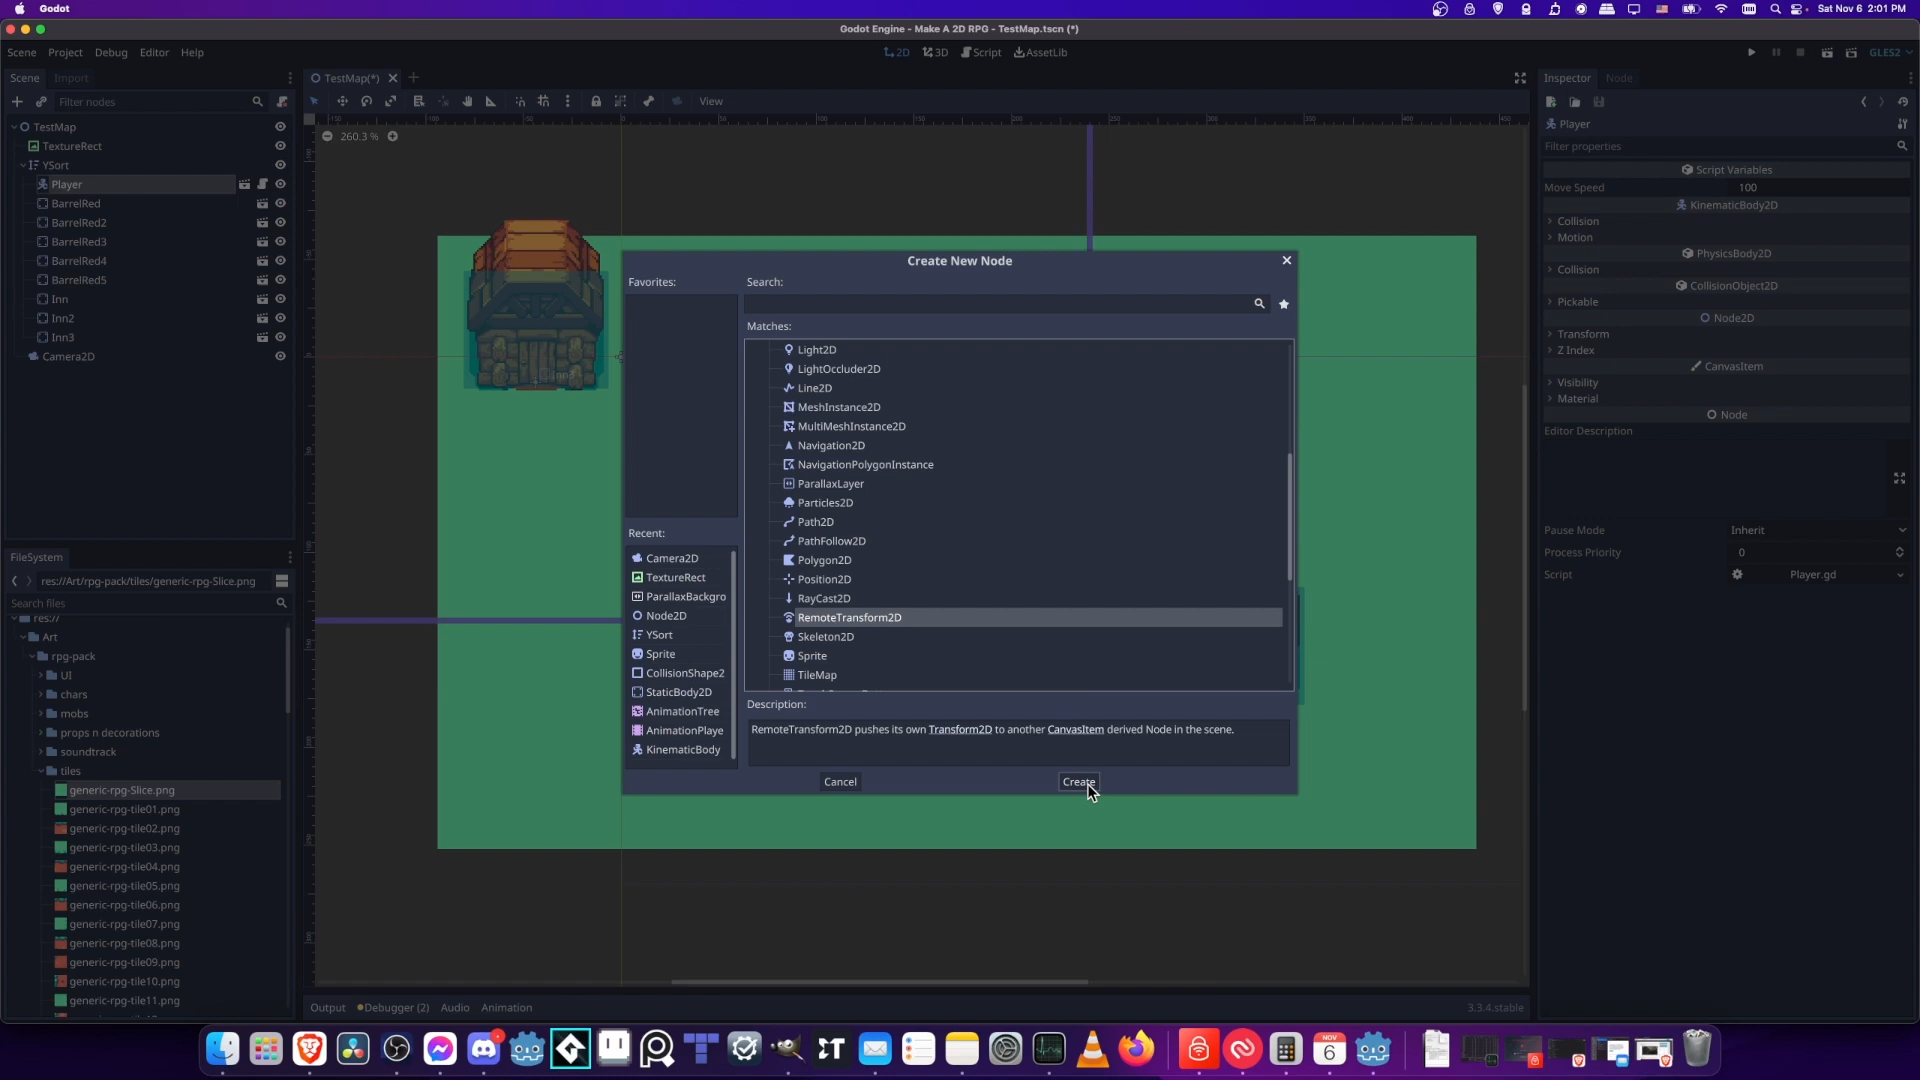 Godot
Sat Nov 6 2:01 PM
Godot Engine - Make A 2D RPG - TestMap.tscn (*)
Scene Project Debug Editor Help
2D 3D Script AssetLib
GLES2
Scene Import
TestMap(*)
Inspector Node
Filter nodes
View
260.3 %
TestMap
TextureRect
YSort
Player
BarrelRed
BarrelRed2
BarrelRed3
BarrelRed4
BarrelRed5
Inn
Inn2
Inn3
Camera2D
FileSystem
res://Art/rpg-pack/tiles/generic-rpg-Slice.png
Search files
res://
Art
rpg-pack
UI
chars
mobs
props n decorations
soundtrack
tiles
generic-rpg-Slice.png
generic-rpg-tile01.png
generic-rpg-tile02.png
generic-rpg-tile03.png
generic-rpg-tile04.png
generic-rpg-tile05.png
generic-rpg-tile06.png
generic-rpg-tile07.png
generic-rpg-tile08.png
generic-rpg-tile09.png
generic-rpg-tile10.png
generic-rpg-tile11.png
Create New Node
Favorites:
Search:
Matches:
Light2D
LightOccluder2D
Line2D
MeshInstance2D
MultiMeshInstance2D
Navigation2D
NavigationPolygonInstance
ParallaxLayer
Particles2D
Path2D
PathFollow2D
Polygon2D
Position2D
RayCast2D
RemoteTransform2D
Skeleton2D
Sprite
TileMap
Recent:
Camera2D
TextureRect
ParallaxBackgro
Node2D
YSort
Sprite
CollisionShape2
StaticBody2D
AnimationTree
AnimationPlaye
KinematicBody
Description:
RemoteTransform2D pushes its own Transform2D to another CanvasItem derived Node in the scene.
Cancel
Create
Player
Filter properties
Script Variables
Move Speed 100
KinematicBody2D
Collision
Motion
PhysicsBody2D
Collision
CollisionObject2D
Pickable
Node2D
Transform
Z Index
CanvasItem
Visibility
Material
Node
Editor Description
Pause Mode Inherit
Process Priority 0
Script Player.gd
Output Debugger (2) Audio Animation
3.3.4.stable
NOV
6